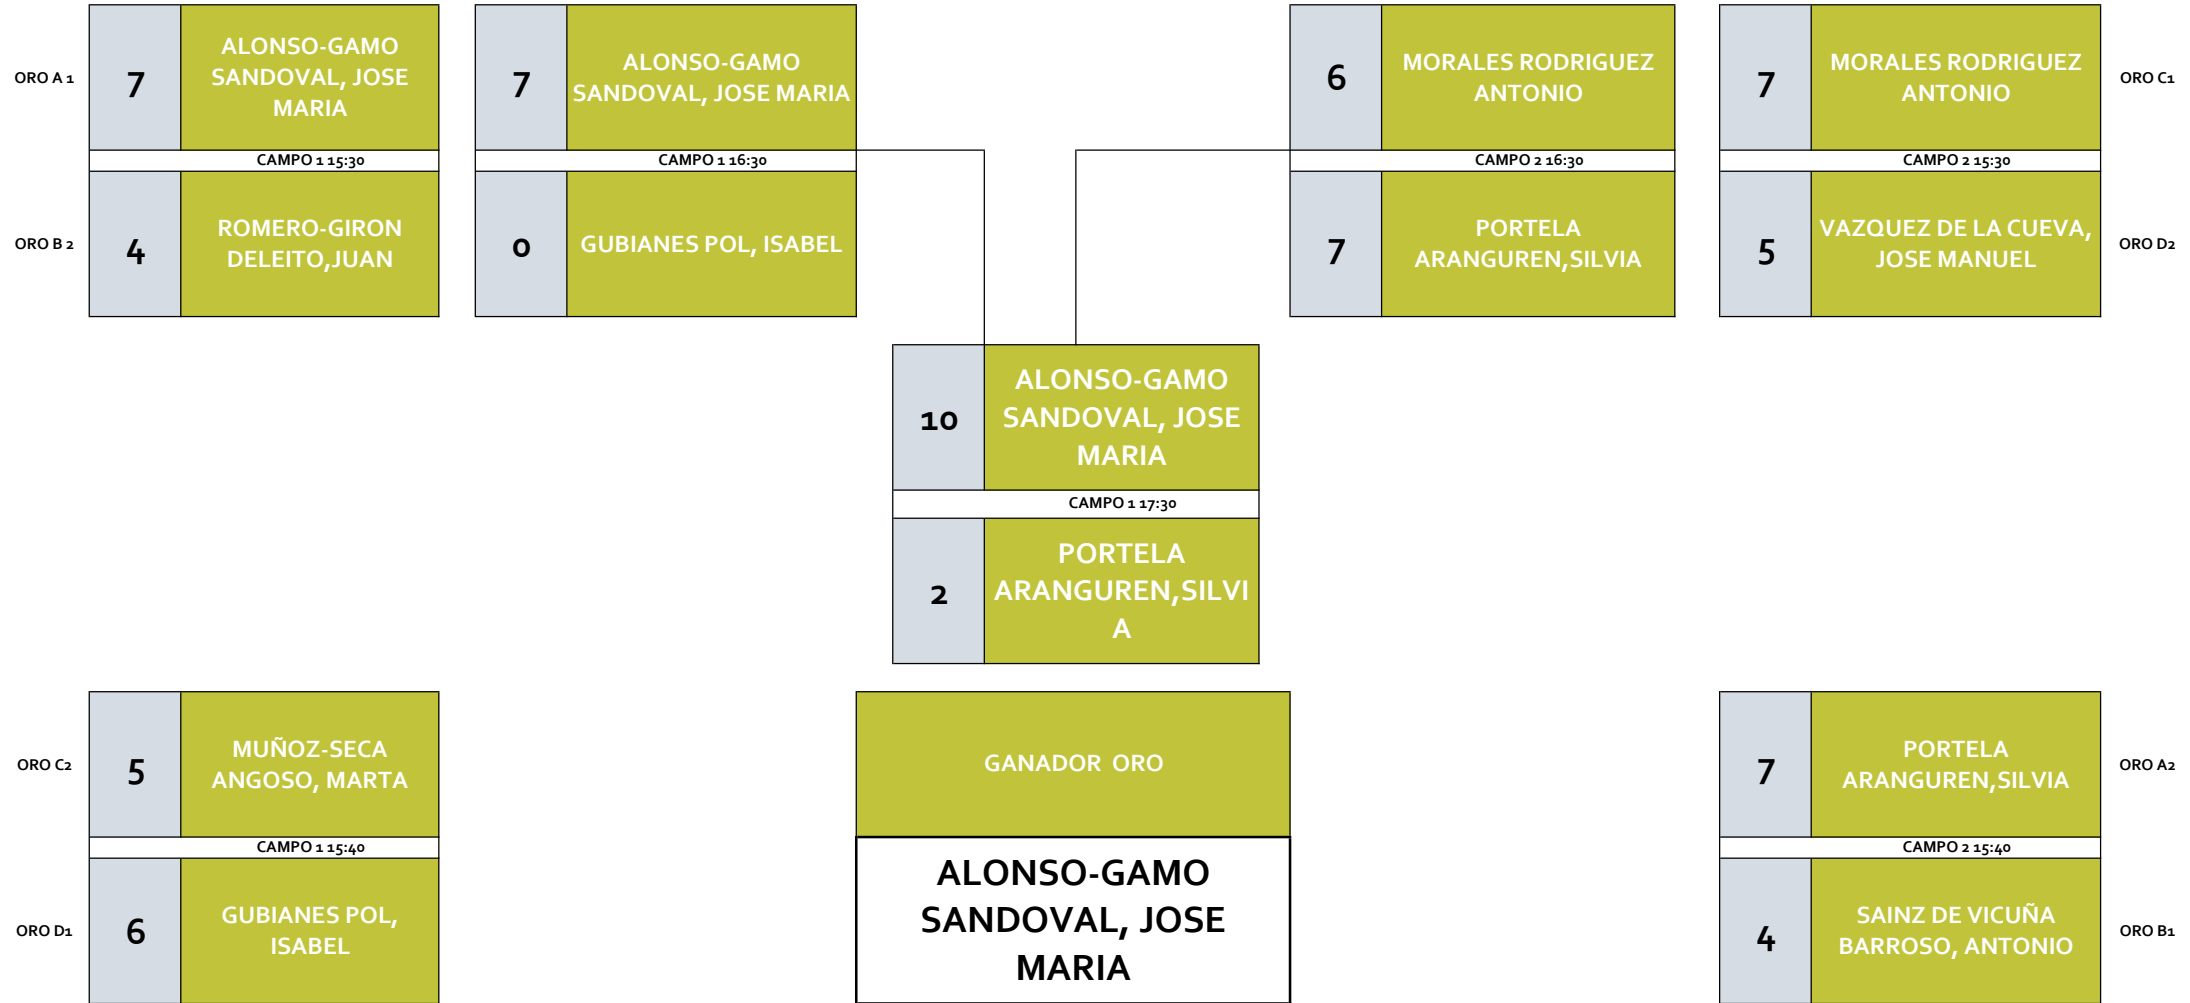 ORO A 1
7
ALONSO-GAMO
SANDOVAL, JOSE
MARIA
CAMPO 1 15:30
ORO B 2
4
ROMERO-GIRON
DELEITO,JUAN
7
ALONSO-GAMO
SANDOVAL, JOSE MARIA
CAMPO 1 16:30
0
GUBIANES POL, ISABEL
6
MORALES RODRIGUEZ
ANTONIO
CAMPO 2 16:30
7
PORTELA
ARANGUREN,SILVIA
7
MORALES RODRIGUEZ
ANTONIO
ORO C1
CAMPO 2 15:30
5
VAZQUEZ DE LA CUEVA,
JOSE MANUEL
ORO D2
10
ALONSO-GAMO
SANDOVAL, JOSE
MARIA
CAMPO 1 17:30
2
PORTELA
ARANGUREN,SILVI
A
ORO C2
5
MUÑOZ-SECA
ANGOSO, MARTA
CAMPO 1 15:40
ORO D1
6
GUBIANES POL,
ISABEL
GANADOR ORO
ALONSO-GAMO
SANDOVAL, JOSE
MARIA
7
PORTELA
ARANGUREN,SILVIA
ORO A2
CAMPO 2 15:40
4
SAINZ DE VICUÑA
BARROSO, ANTONIO
ORO B1